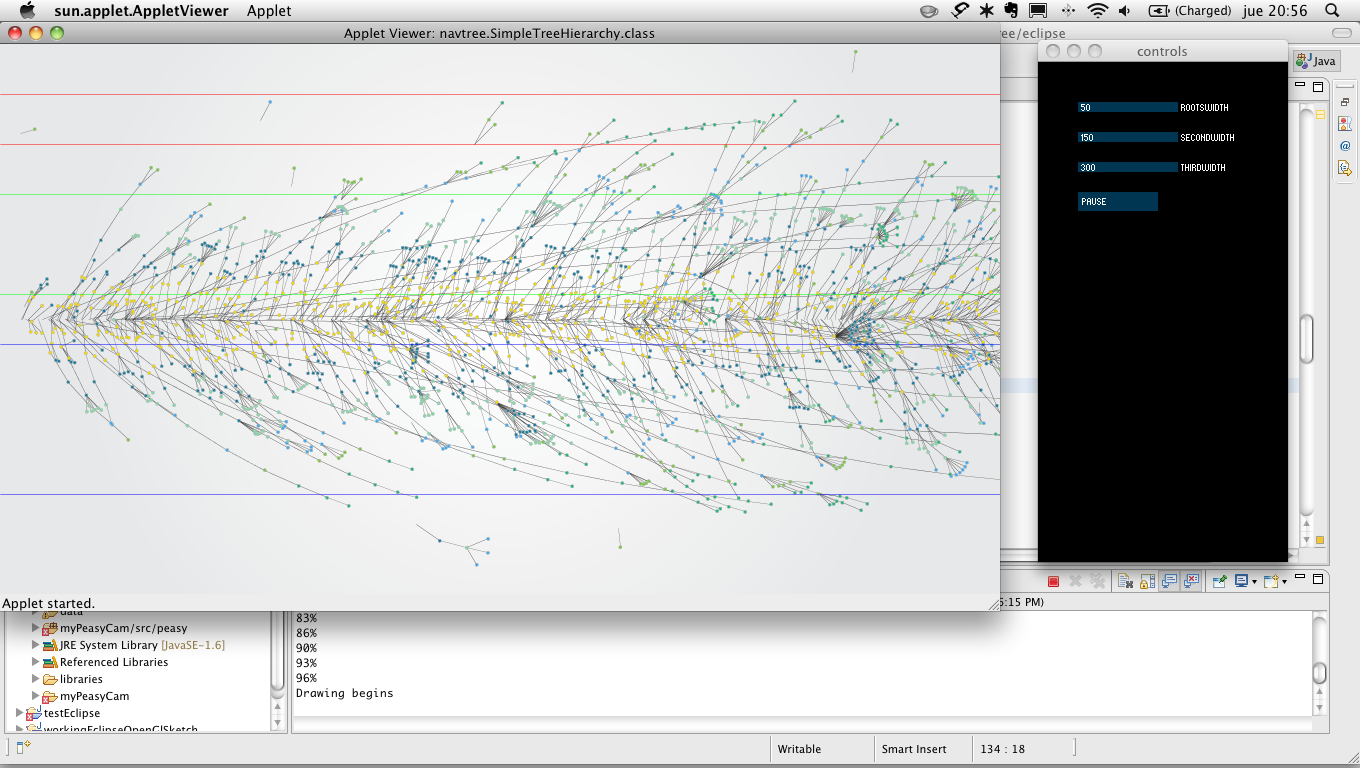 sun.applet.AppletViewer Applet (Charged) jue 20:56
Applet Viewer: navtree.SimpleTreeHierarchy.class
ree/eclipse
controls
Java
50 ROOTSWIDTH
150 SECONDWIDTH
300 THIRDWIDTH
PAUSE
Applet started.
6:15 PM)
data
myPeasyCam/src/peasy
JRE System Library [JavaSE-1.6]
Referenced Libraries
libraries
myPeasyCam
testEclipse
workingEclipseOpenGlSketch
83%
86%
90%
93%
96%
Drawing begins
Writable Smart Insert 134 : 18